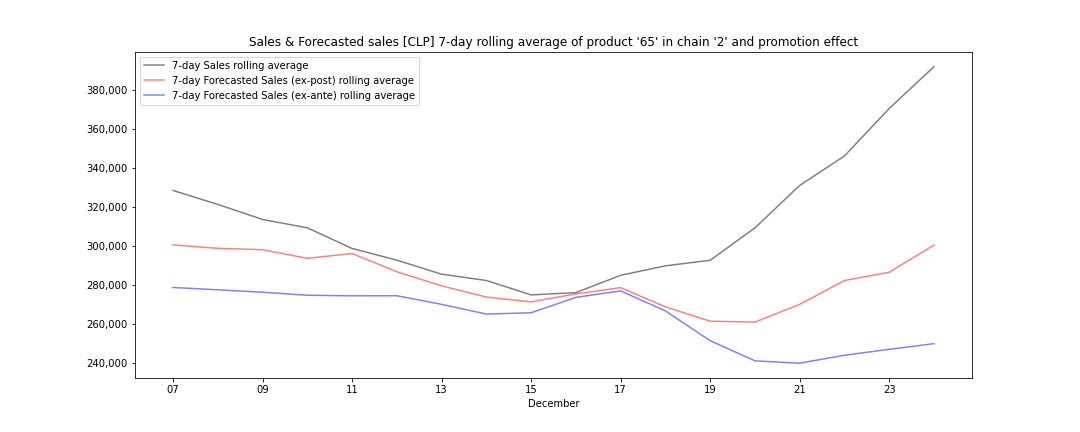 Sales & Forecasted sales [CLP] 7-day rolling average of product '65' in chain '2' and promotion effect
7-day Sales rolling average
7-day Forecasted Sales (ex-post) rolling average
7-day Forecasted Sales (ex-ante) rolling average
380,000
360,000
340,000
320,000
300,000
280,000
260,000
240,000
07 09 11 13 15 17 19 21 23
December